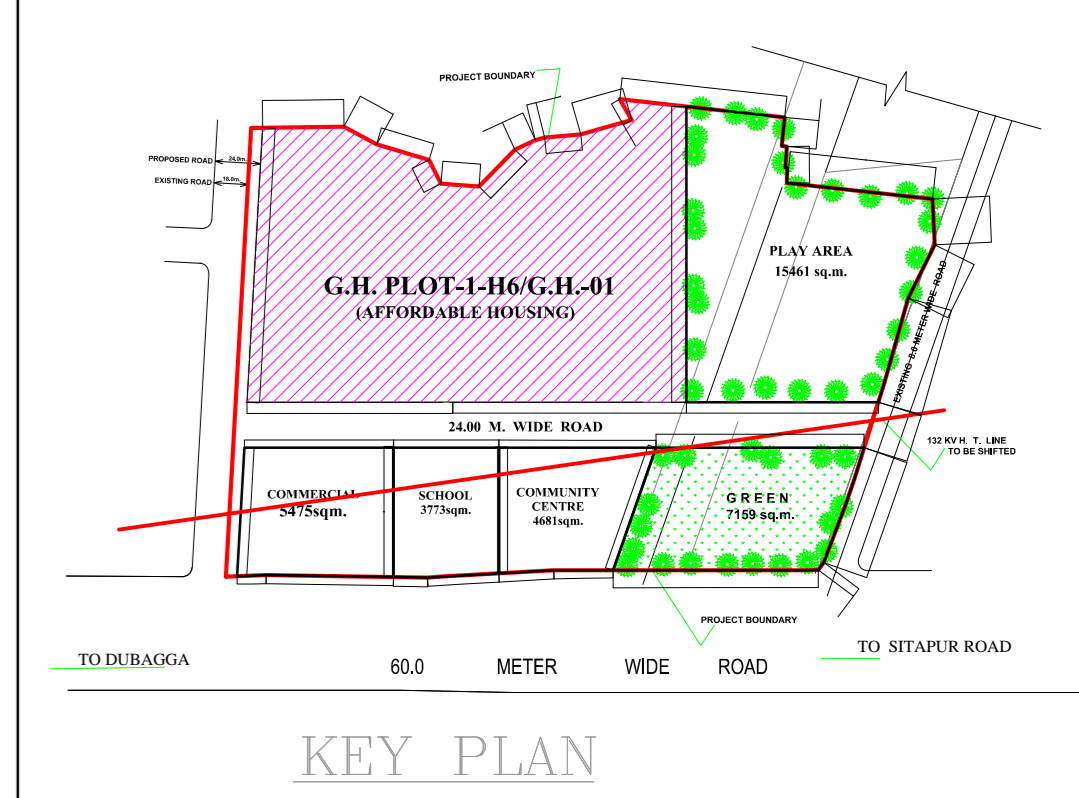 PROJECT BOUNDARY
PROPOSED ROAD 24.0m.
EXISTING ROAD 18.0m.
PLAY AREA
15461 sq.m.
G.H. PLOT-1-H6/G.H.-01
(AFFORDABLE HOUSING)
EXISTING 8.0 METER WIDE ROAD
24.00 M. WIDE ROAD
132 KV H. T. LINE
TO BE SHIFTED
COMMERCIAL
5475sqm.
SCHOOL
3773sqm.
COMMUNITY
CENTRE
4681sqm.
GREEN
7159 sq.m.
PROJECT BOUNDARY
TO DUBAGGA
60.0 METER WIDE ROAD
TO SITAPUR ROAD
KEY PLAN